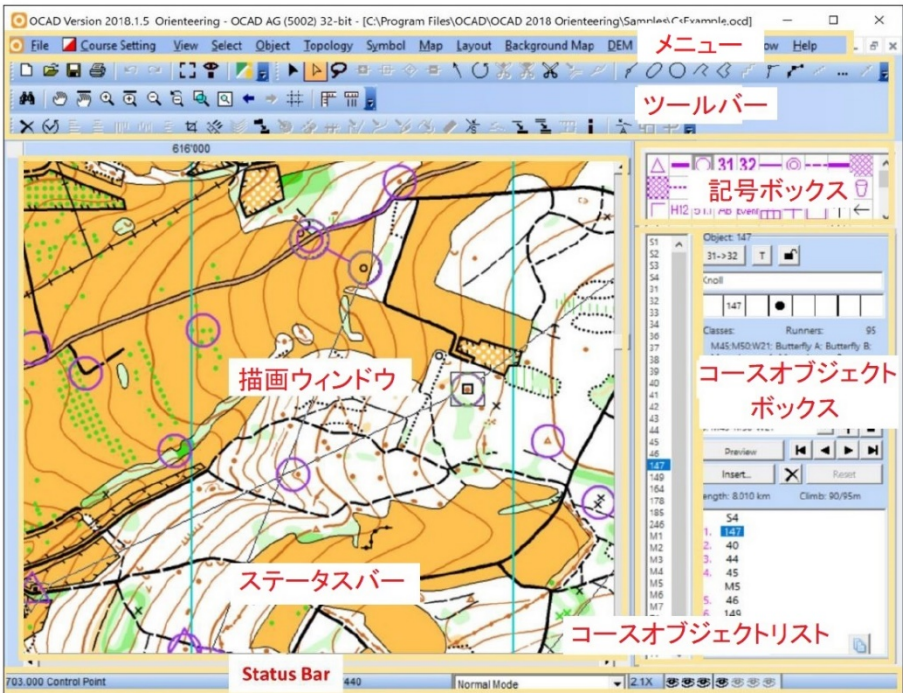 OCAD Version 2018.1.5 Orienteering - OCAD AG (5002) 32-bit - [C:\Program Files\OCAD\OCAD 2018 Orienteering\Samples\CsExample.ocd]
File Course Setting View Select Object Topology Symbol Map Layout Background Map DEM Help
メニュー
ツールバー
616'000
31 32
記号ボックス
H12
S1
S2
S3
S4
31
32
33
34
36
37
38
39
40
41
42
43
44
45
46
147
149
164
178
185
246
M1
M2
M3
M4
M5
M6
M7
Object: 147
31->32 T
Knoll
147
Classes: Runners: 95
M45;M50;W21; Butterfly A; Butterfly B;
コースオブジェクト
ボックス
Preview
Insert... Reset
Length: 8.010 km Climb: 90/95m
S4
1. 147
2. 40
3. 44
4. 45
M5
5. 46
6. 149
描画ウィンドウ
ステータスバー
コースオブジェクトリスト
703.000 Control Point
Status Bar
440
Normal Mode
2.1X